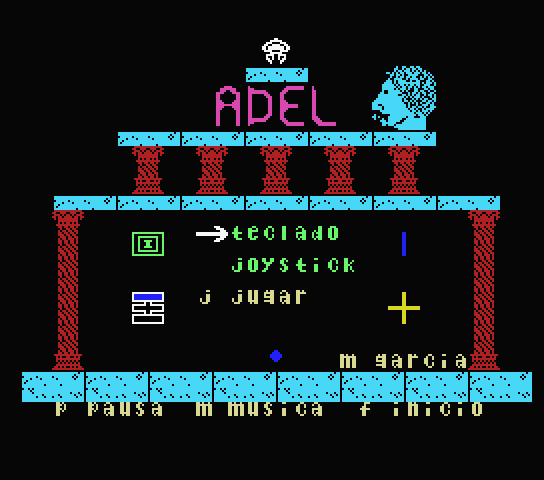 ADEL
teclado
joystick
j jugar
m garcia
p pausa m musica f inicio